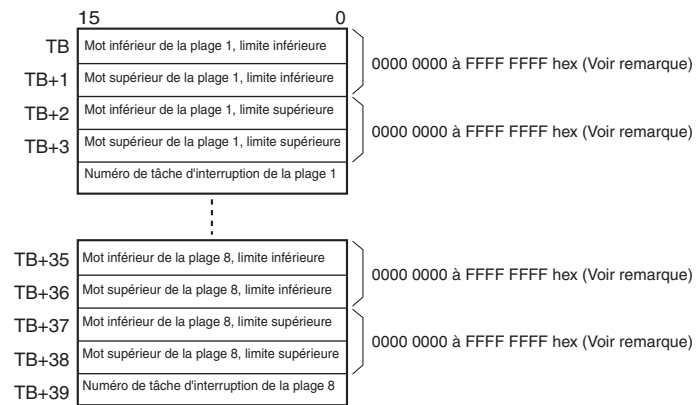 15 0
TB Mot inférieur de la plage 1, limite inférieure
0000 0000 à FFFF FFFF hex (Voir remarque)
TB+1 Mot supérieur de la plage 1, limite inférieure
TB+2 Mot inférieur de la plage 1, limite supérieure
0000 0000 à FFFF FFFF hex (Voir remarque)
TB+3 Mot supérieur de la plage 1, limite supérieure
Numéro de tâche d'interruption de la plage 1
TB+35 Mot inférieur de la plage 8, limite inférieure
0000 0000 à FFFF FFFF hex (Voir remarque)
TB+36 Mot supérieur de la plage 8, limite inférieure
TB+37 Mot inférieur de la plage 8, limite supérieure
0000 0000 à FFFF FFFF hex (Voir remarque)
TB+38 Mot supérieur de la plage 8, limite supérieure
TB+39 Numéro de tâche d'interruption de la plage 8